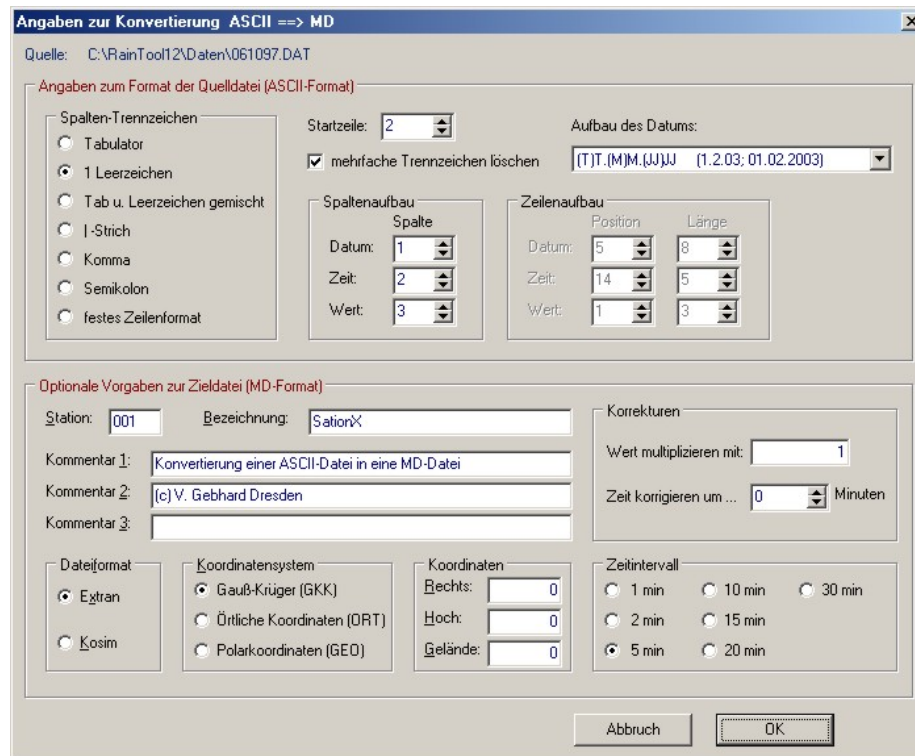 Angaben zur Konvertierung ASCII ==> MD
Quelle: C:\RainTool12\Daten\061097.DAT
Angaben zum Format der Quelldatei (ASCII-Format)
Spalten-Trennzeichen
Tabulator
1 Leerzeichen
Tab u. Leerzeichen gemischt
|-Strich
Komma
Semikolon
festes Zeilenformat
Startzeile: 2
mehrfache Trennzeichen löschen
Aufbau des Datums:
(T)T.(M)M.(JJ)JJ (1.2.03; 01.02.2003)
Spaltenaufbau
Spalte
Datum: 1
Zeit: 2
Wert: 3
Zeilenaufbau
Position Länge
Datum: 5 8
Zeit: 14 5
Wert: 1 3
Optionale Vorgaben zur Zieldatei (MD-Format)
Station: 001 Bezeichnung: SationX
Kommentar 1: Konvertierung einer ASCII-Datei in eine MD-Datei
Kommentar 2: (c) V. Gebhard Dresden
Kommentar 3:
Korrekturen
Wert multiplizieren mit: 1
Zeit korrigieren um ... 0 Minuten
Dateiformat
Extran
Kosim
Koordinatensystem
Gauß-Krüger (GKK)
Örtliche Koordinaten (ORT)
Polarkoordinaten (GEO)
Koordinaten
Rechts: 0
Hoch: 0
Gelände: 0
Zeitintervall
1 min 10 min 30 min
2 min 15 min
5 min 20 min
Abbruch OK